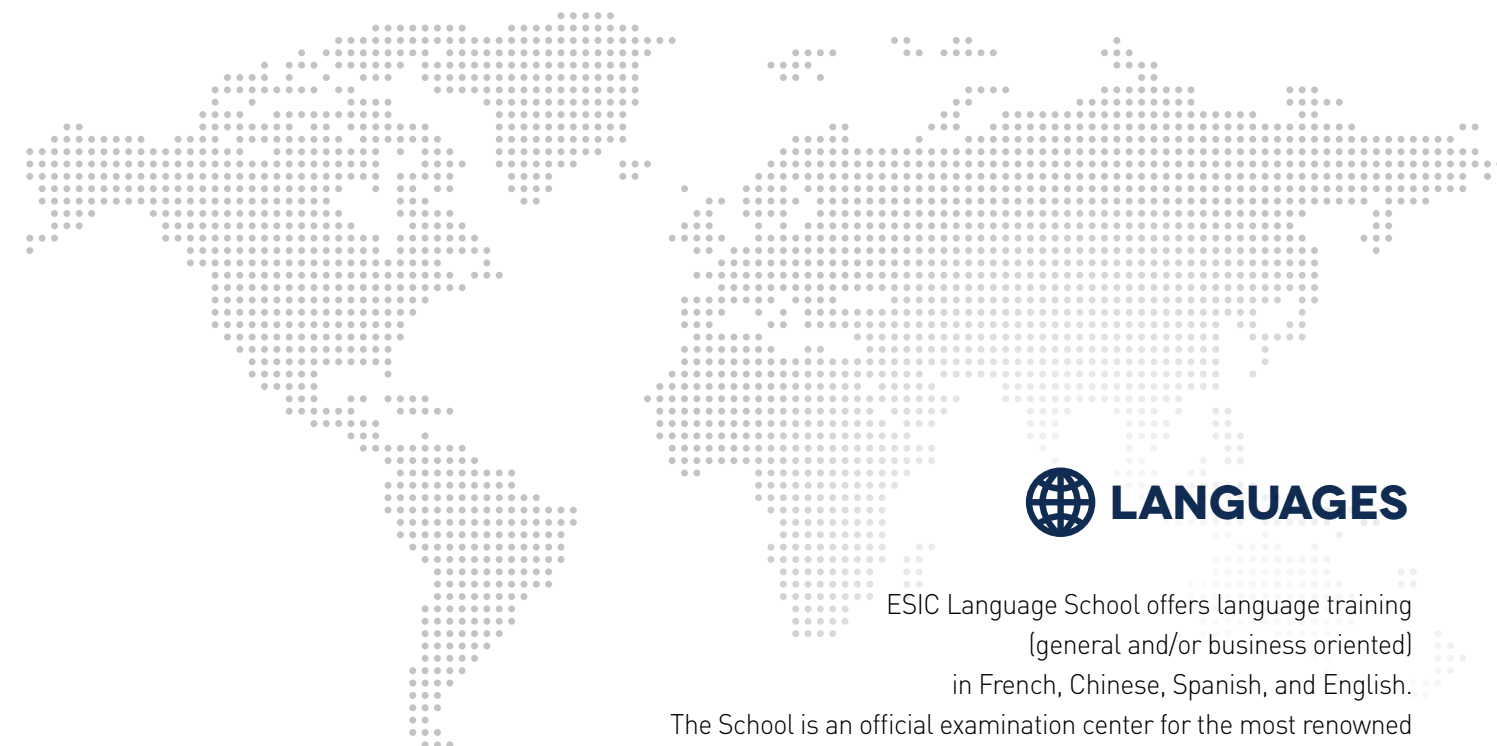 LANGUAGES
ESIC Language School offers language training
(general and/or business oriented)
in French, Chinese, Spanish, and English.
The School is an official examination center for the most renowned